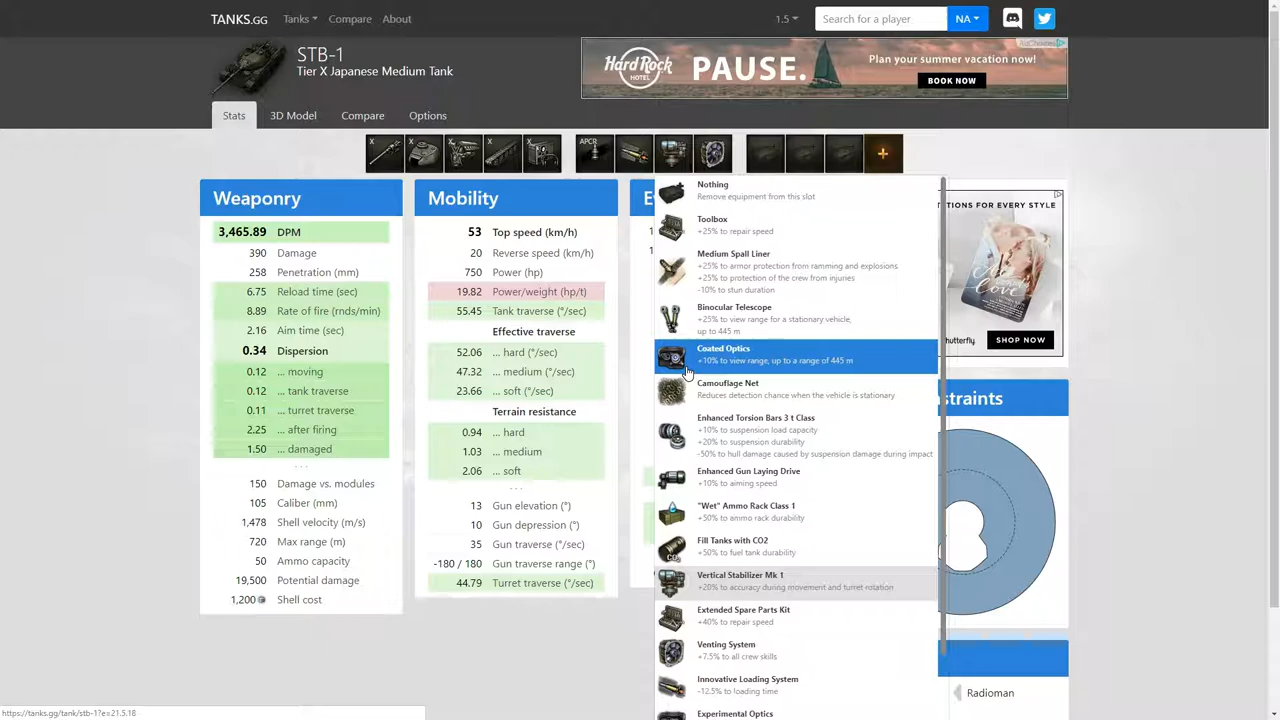 TANKS.GG Tanks Compare About 1.5 Search for a player NA
STB-1
Tier X Japanese Medium Tank
Hard Rock HOTEL PAUSE. Plan your summer vacation now!
BOOK NOW
AdChoices
Stats 3D Model Compare Options
X X X X X APCR +
Weaponry
3,465.89 DPM
390 Damage
258 Penetration (mm)
6.75 Reload time (sec)
8.89 Rate of fire (rnds/min)
2.16 Aim time (sec)
0.34 Dispersion
0.12 ... moving
0.12 ... tank traverse
0.11 ... turret traverse
2.25 ... after firing
1.50 ... damaged
...
150 Damage vs. modules
105 Caliber (mm)
1,478 Shell velocity (m/s)
720 Max range (m)
50 Ammo capacity
19,500 Potential damage
1,200 Shell cost
Mobility
53 Top speed (km/h)
20 Reverse speed (km/h)
750 Power (hp)
19.82 Power/weight (hp/t)
55.45 Tank traverse (°/sec)
Effective traverse
52.06 ... hard (°/sec)
47.32 ... medium (°/sec)
23.66 ... soft (°/sec)
Terrain resistance
0.94 ... hard
1.03 ... medium
2.06 ... soft
...
13 Gun elevation (°)
10 Gun depression (°)
35 Gun traverse (°/sec)
-180 / 180 Gun traverse range (°)
44.79 Turret traverse (°/sec)
Nothing
Remove equipment from this slot
Toolbox
+25% to repair speed
Medium Spall Liner
+25% to armor protection from ramming and explosions
+25% to protection of the crew from injuries
-10% to stun duration
Binocular Telescope
+25% to view range for a stationary vehicle,
up to 445 m
Coated Optics
+10% to view range, up to a range of 445 m
Camouflage Net
Reduces detection chance when the vehicle is stationary
Enhanced Torsion Bars 3 t Class
+10% to suspension load capacity
+20% to suspension durability
-50% to hull damage caused by suspension damage during impact
Enhanced Gun Laying Drive
+10% to aiming speed
"Wet" Ammo Rack Class 1
+50% to ammo rack durability
Fill Tanks with CO2
+50% to fuel tank durability
Vertical Stabilizer Mk 1
+20% to accuracy during movement and turret rotation
Extended Spare Parts Kit
+40% to repair speed
Venting System
+7.5% to all crew skills
Innovative Loading System
-12.5% to loading time
Experimental Optics
TIONS FOR EVERY STYLE
utterfly. SHOP NOW
nstraints
Radioman
https://tanks.gg/tank/stb-1?e=21.5.18